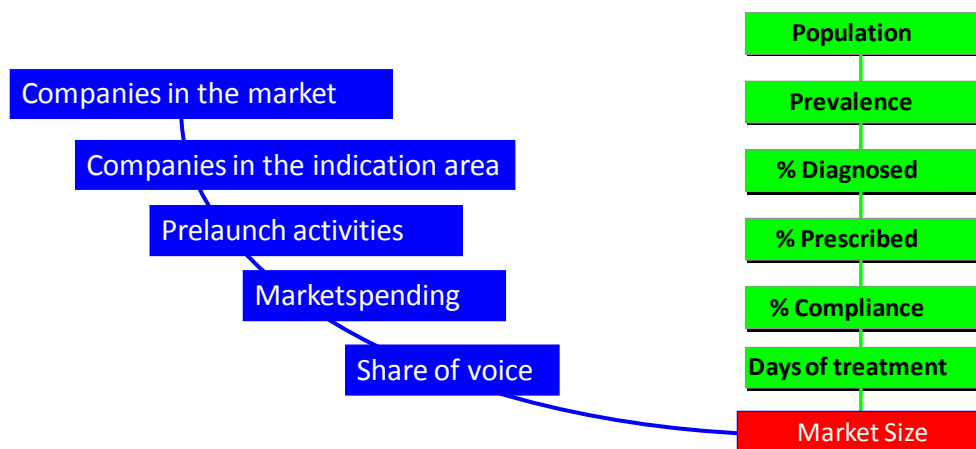 Companies in the market
Companies in the indication area
Prelaunch activities
Marketspending
Share of voice
Population
Prevalence
% Diagnosed
% Prescribed
% Compliance
Days of treatment
Market Size